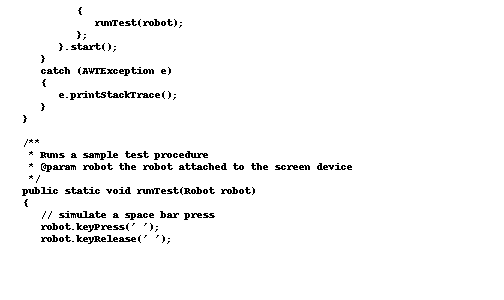 {
runTest(robot);
};
}.start();
}
catch (AWTException e)
{
e.printStackTrace();
}
}
/**
* Runs a sample test procedure
* @param robot the robot attached to the screen device
*/
public static void runTest(Robot robot)
{
// simulate a space bar press
robot.keyPress(' ');
robot.keyRelease(' ');